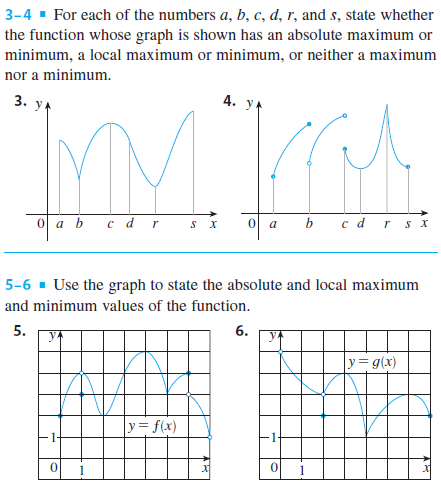 3–4 ■ For each of the numbers a, b, c, d, r, and s, state whether
the function whose graph is shown has an absolute maximum or
minimum, a local maximum or minimum, or neither a maximum
nor a minimum.
3. y
0 a b c d r s x
4. y
0 a b c d r s x
5–6 ■ Use the graph to state the absolute and local maximum
and minimum values of the function.
5. y
y = f(x)
1
0 1 x
6. y
y = g(x)
1
0 1 x